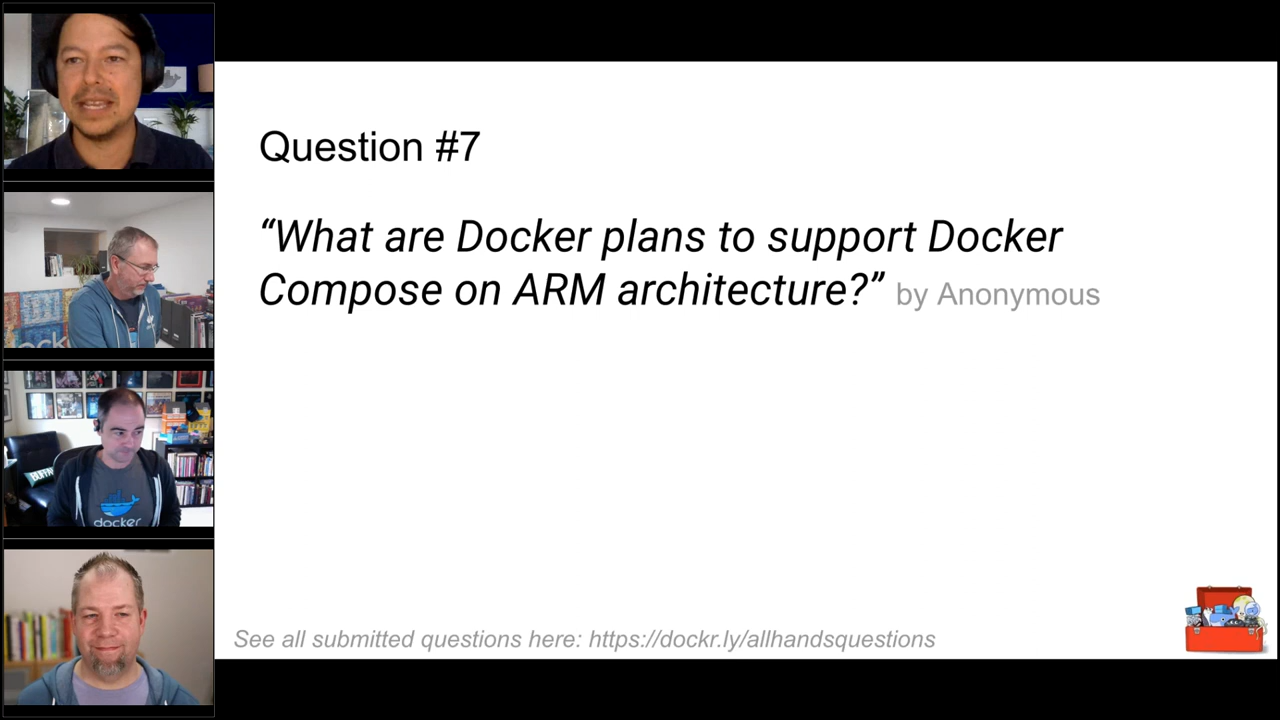 Question #7
“What are Docker plans to support Docker
Compose on ARM architecture?” by Anonymous
docker
See all submitted questions here: https://dockr.ly/allhandsquestions